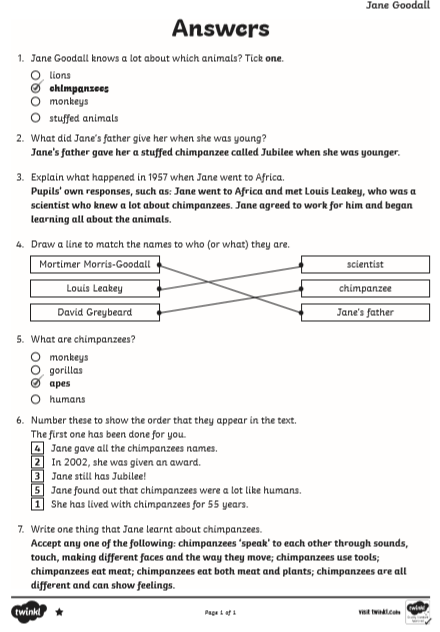 Jane Goodall
Answers
1. Jane Goodall knows a lot about which animals? Tick one.
lions
chimpanzees
monkeys
stuffed animals
2. What did Jane's father give her when she was young?
Jane's father gave her a stuffed chimpanzee called Jubilee when she was younger.
3. Explain what happened in 1957 when Jane went to Africa.
Pupils' own responses, such as: Jane went to Africa and met Louis Leakey, who was a
scientist who knew a lot about chimpanzees. Jane agreed to work for him and began
learning all about the animals.
4. Draw a line to match the names to who (or what) they are.
Mortimer Morris-Goodall scientist
Louis Leakey chimpanzee
David Greybeard Jane's father
5. What are chimpanzees?
monkeys
gorillas
apes
humans
6. Number these to show the order that they appear in the text.
The first one has been done for you.
4 Jane gave all the chimpanzees names.
2 In 2002, she was given an award.
3 Jane still has Jubilee!
5 Jane found out that chimpanzees were a lot like humans.
1 She has lived with chimpanzees for 55 years.
7. Write one thing that Jane learnt about chimpanzees.
Accept any one of the following: chimpanzees 'speak' to each other through sounds,
touch, making different faces and the way they move; chimpanzees use tools;
chimpanzees eat meat; chimpanzees eat both meat and plants; chimpanzees are all
different and can show feelings.
twinkl Page 1 of 1 visit twinkl.com twinkl